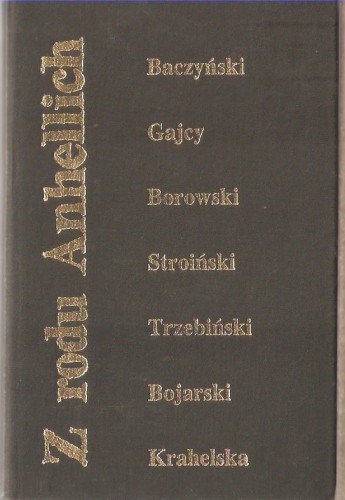 Z rodu Anhellich
Baczyński
Gajcy
Borowski
Stroiński
Trzebiński
Bojarski
Krahelska